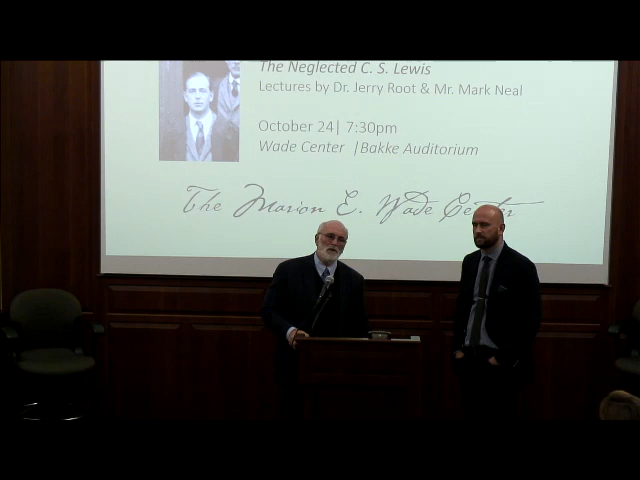 The Neglected C. S. Lewis
Lectures by Dr. Jerry Root & Mr. Mark Neal
October 24| 7:30pm
Wade Center |Bakke Auditorium
The Marion E. Wade Center